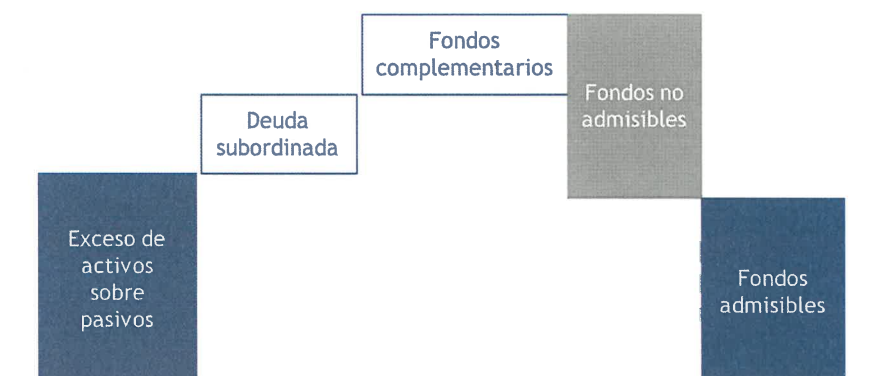 Fondos
complementarios
Fondos no
admisibles
Deuda
subordinada
Exceso de
activos
sobre
pasivos
Fondos
admisibles